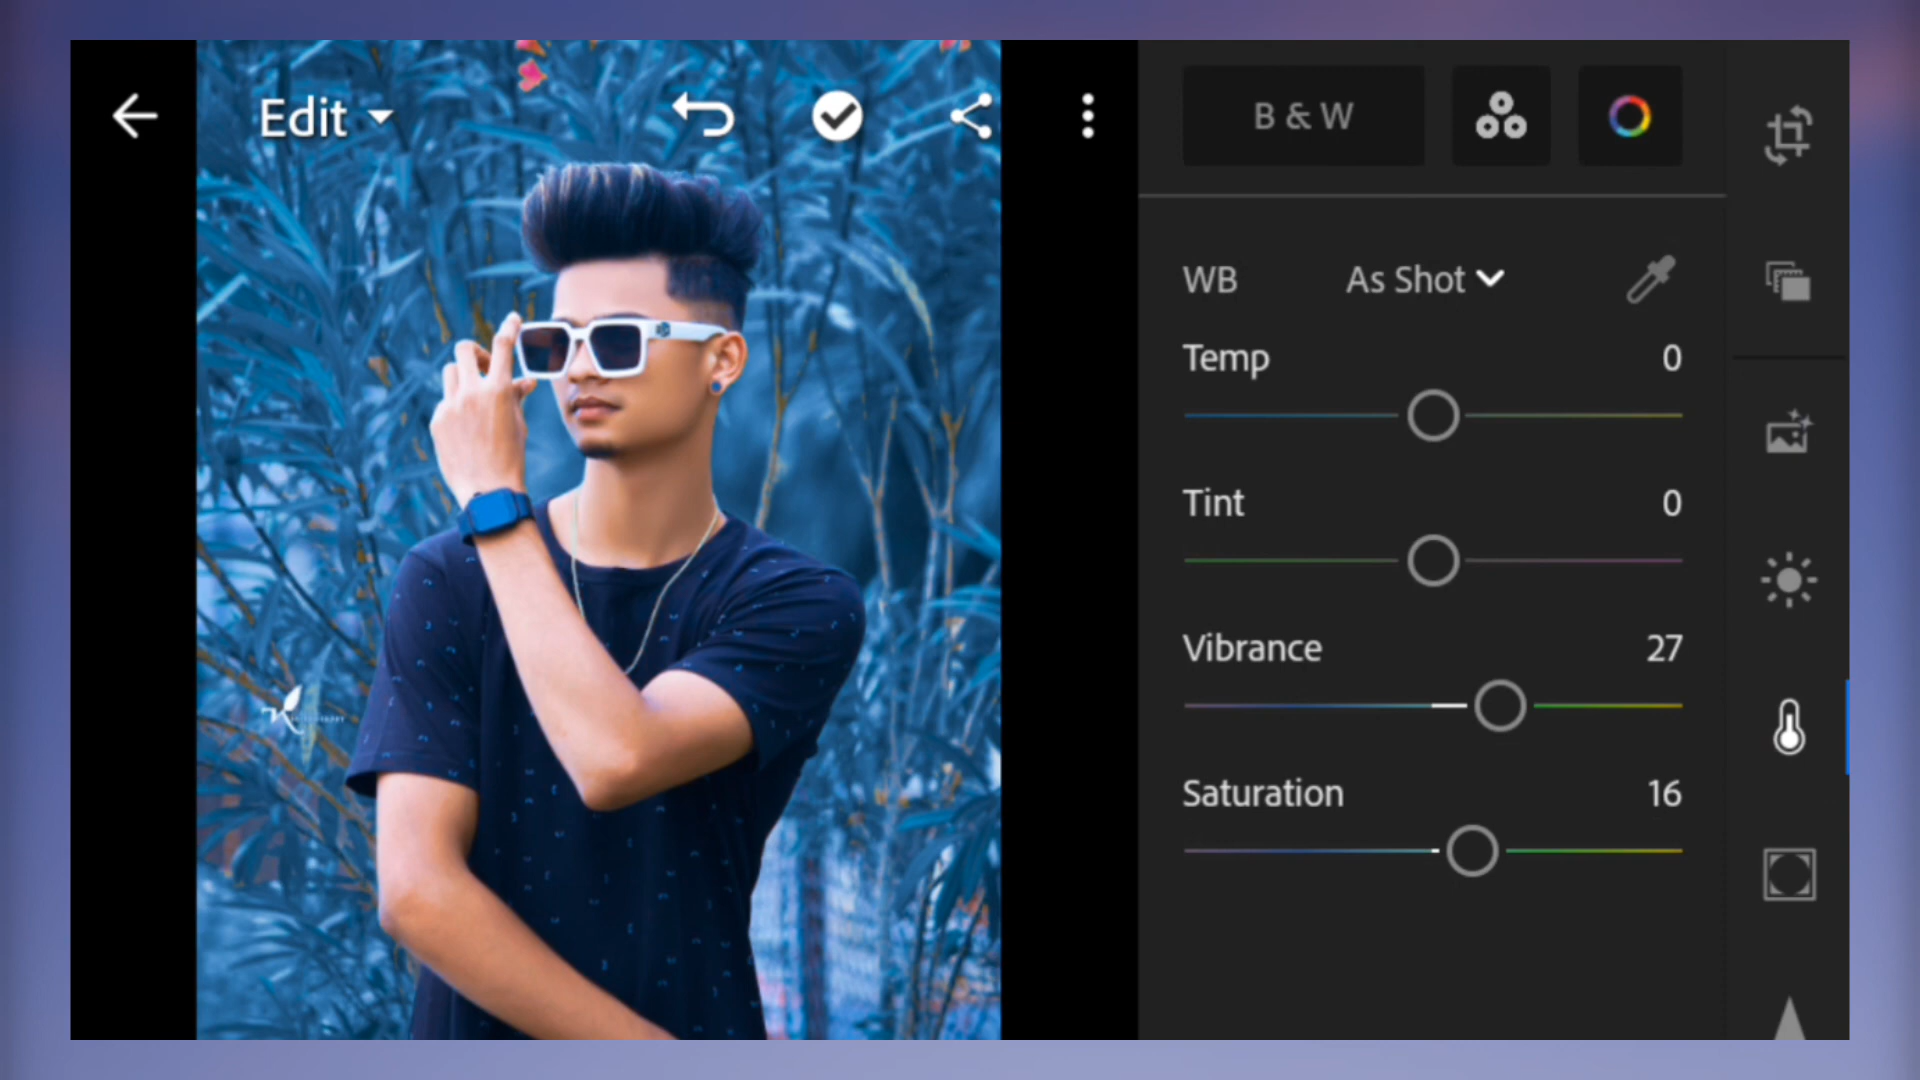 Edit
B & W
WB As Shot
Temp 0
Tint 0
Vibrance 27
Saturation 16